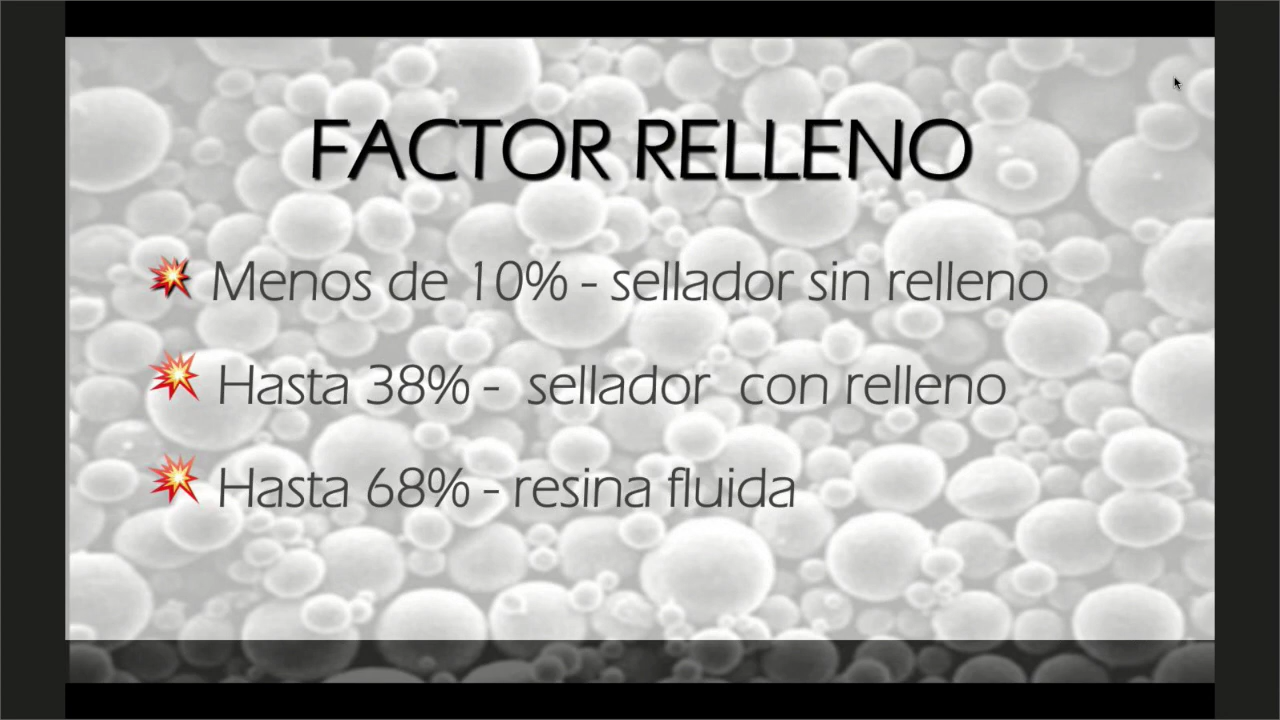 FACTOR RELLENO
Menos de 10% - sellador sin relleno
Hasta 38% - sellador con relleno
Hasta 68% - resina fluida